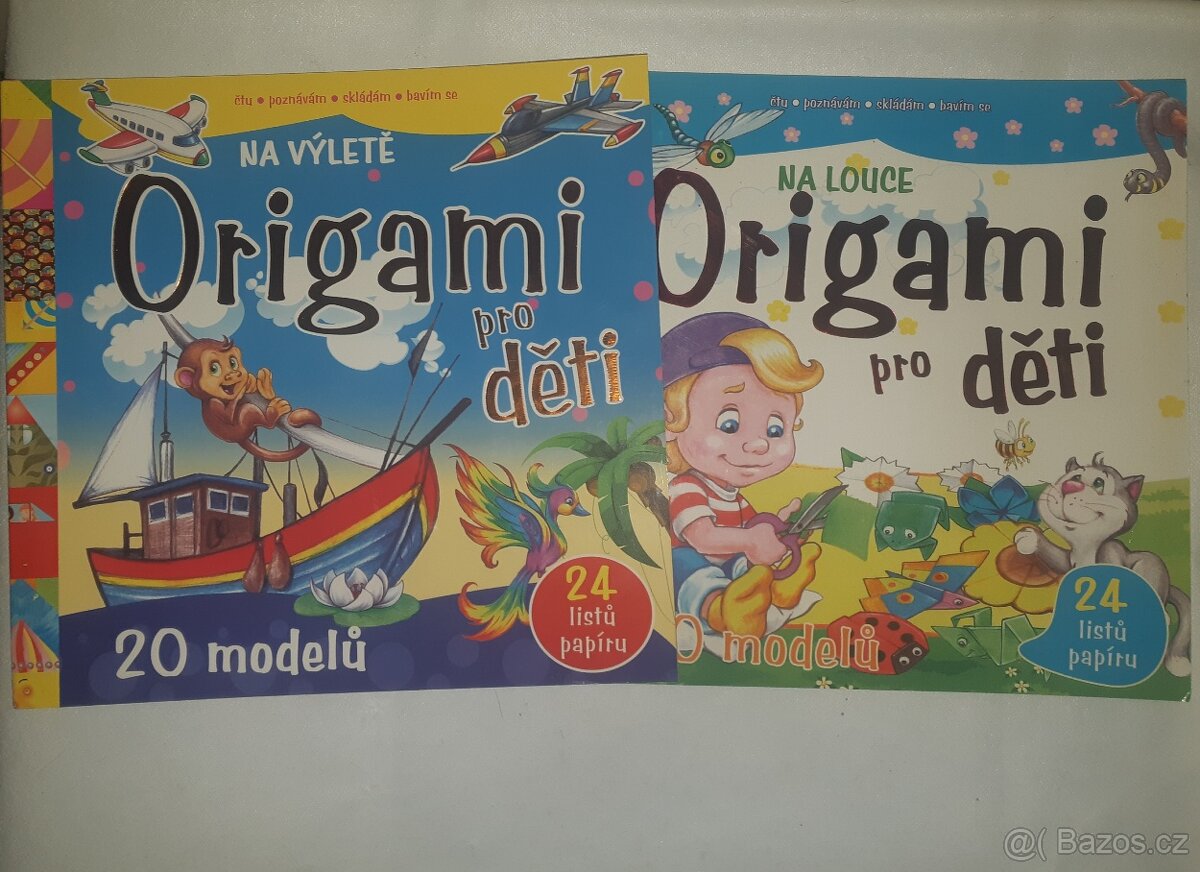 čtu • poznávám • skládám • bavím se
NA VÝLETĚ
Origami
pro
děti
24
listů
papíru
20 modelů
čtu • poznávám • skládám • bavím se
NA LOUCE
Origami
pro děti
24
listů
papíru
0 modelů
@( Bazos.cz